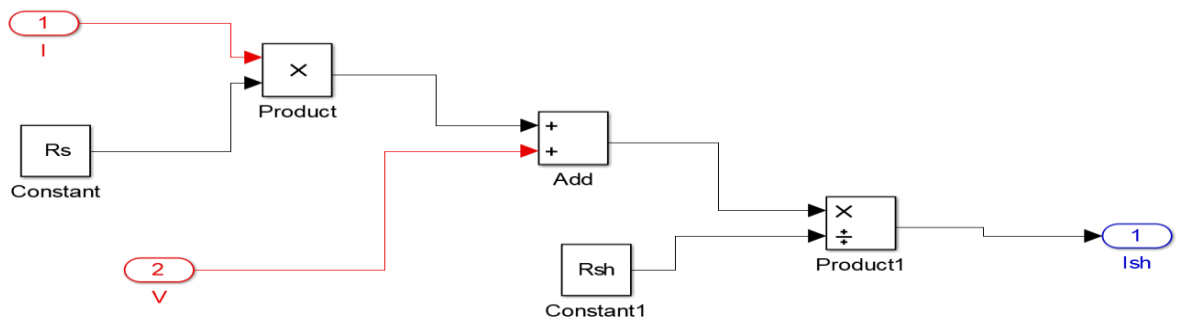 1
I
×
Product
Rs
Constant
+
+
Add
2
V
×
÷
Product1
Rsh
Constant1
1
Ish